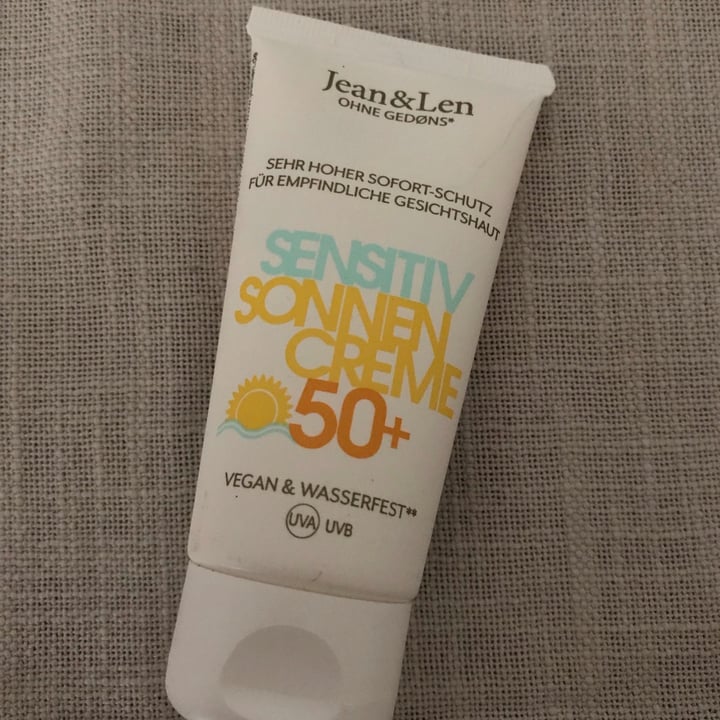 Jean&Len
OHNE GEDØNS*
SEHR HOHER SOFORT-SCHUTZ
FÜR EMPFINDLICHE GESICHTSHAUT
SENSITIV
SONNEN
CREME
50+
VEGAN & WASSERFEST**
UVA UVB